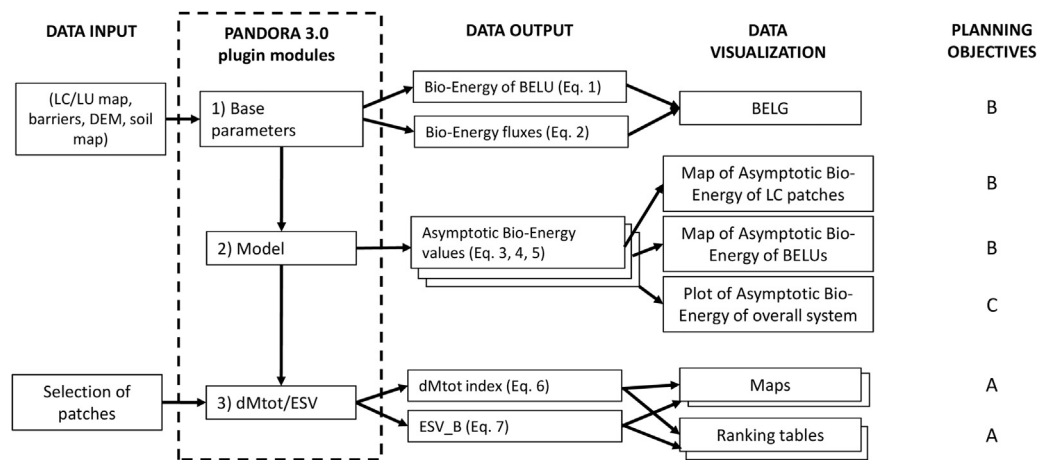 DATA INPUT
PANDORA 3.0
plugin modules
DATA OUTPUT
DATA
VISUALIZATION
PLANNING
OBJECTIVES
(LC/LU map,
barriers, DEM, soil
map)
1) Base
parameters
Bio-Energy of BELU (Eq. 1)
Bio-Energy fluxes (Eq. 2)
BELG
B
Map of Asymptotic Bio-
Energy of LC patches
B
2) Model
Asymptotic Bio-Energy
values (Eq. 3, 4, 5)
Map of Asymptotic Bio-
Energy of BELUs
B
Plot of Asymptotic Bio-
Energy of overall system
C
Selection of
patches
3) dMtot/ESV
dMtot index (Eq. 6)
ESV_B (Eq. 7)
Maps
A
Ranking tables
A